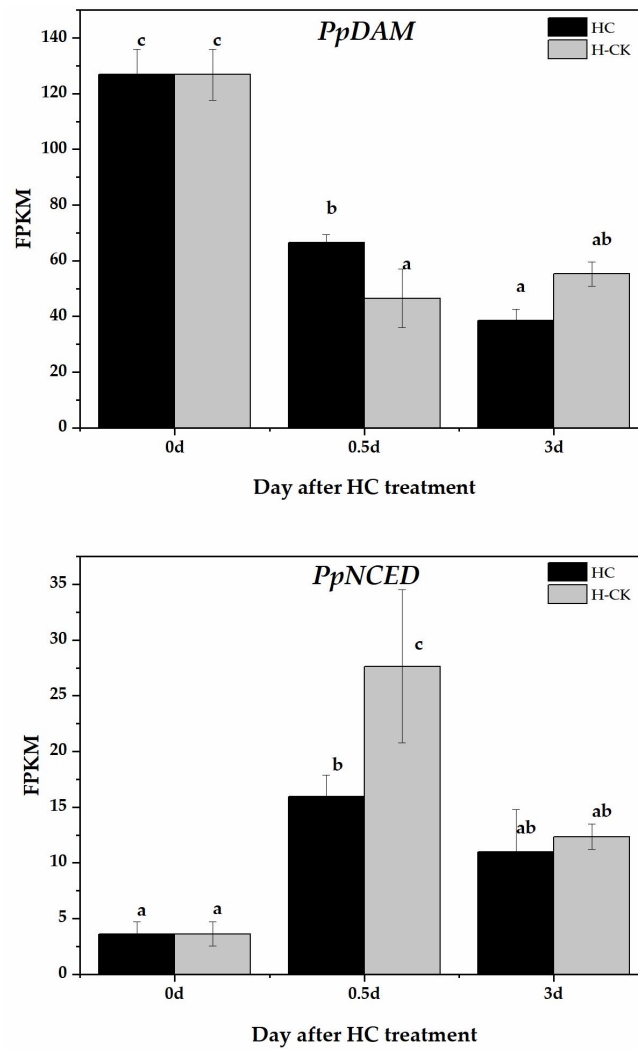 PpDAM
HC
H-CK
FPKM
140
120
100
80
60
40
20
0
c c
b
a
a
ab
0d 0.5d 3d
Day after HC treatment
PpNCED
HC
H-CK
FPKM
35
30
25
20
15
10
5
0
a a
b
c
ab ab
0d 0.5d 3d
Day after HC treatment